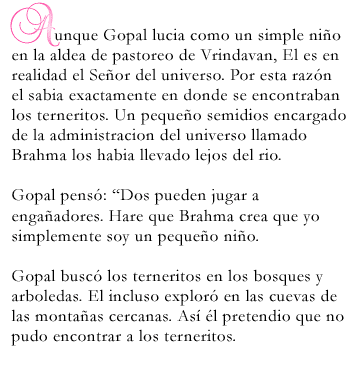 Aunque Gopal lucia como un simple niño
en la aldea de pastoreo de Vrindavan, El es en
realidad el Señor del universo. Por esta razón
el sabia exactamente en donde se encontraban
los terneritos. Un pequeño semidios encargado
de la administracion del universo llamado
Brahma los habia llevado lejos del rio.

Gopal pensó: “Dos pueden jugar a
engañadores. Hare que Brahma crea que yo
simplemente soy un pequeño niño.

Gopal buscó los terneritos en los bosques y
arboledas. El incluso exploró en las cuevas de
las montañas cercanas. Así él pretendio que no
pudo encontrar a los terneritos.